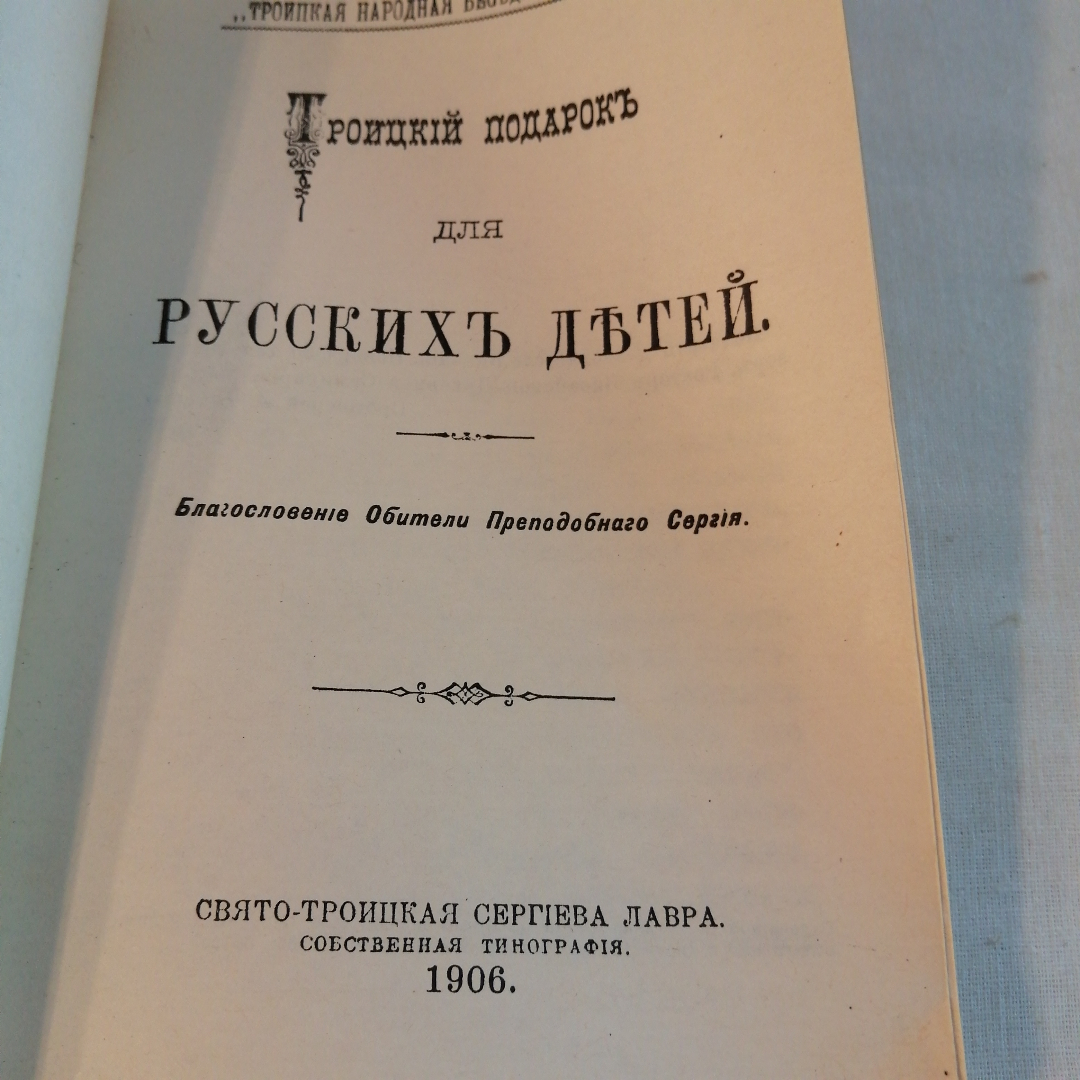 „ТРОИЦКАЯ НАРОДНАЯ
ТРОИЦКІЙ ПОДАРОКЪ
ДЛЯ
РУССКИХЪ ДѢТЕЙ.
Благословеніе Обители Преподобнаго Сергія.
СВЯТО-ТРОИЦКАЯ СЕРГІЕВА ЛАВРА.
СОБСТВЕННАЯ ТИПОГРАФІЯ.
1906.